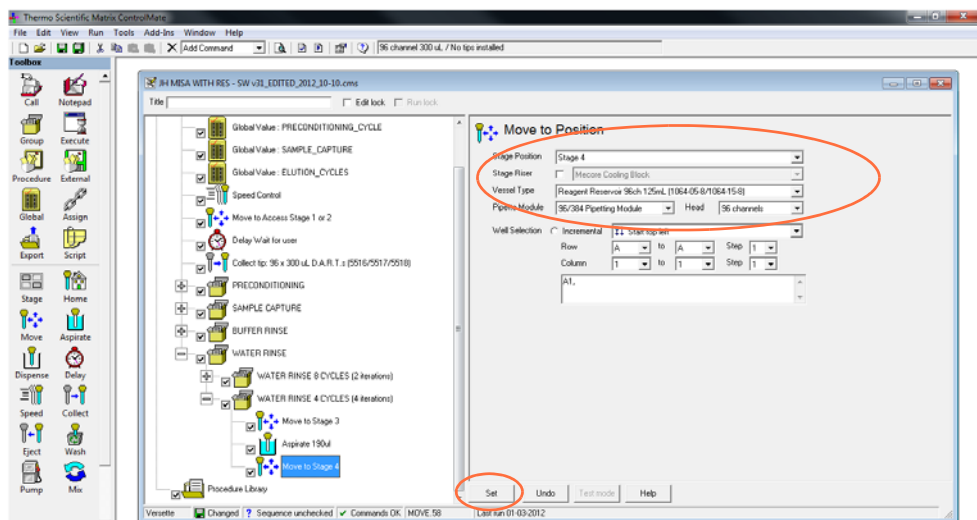 Thermo Scientific Matrix ControlMate
File Edit View Run Tools Add-Ins Window Help
Add Command 96 channel 300 uL / No tips installed
Toolbox
Call Notepad
Group Execute
Procedure External
Global Assign
Export Script
Stage Home
Move Aspirate
Dispense Delay
Speed Collect
Eject Wash
Pump Mix
JH MISA WITH RES - SW v31_EDITED_2012_10-10.cms
Title Edit lock Run lock
Global Value : PRECONDITIONING_CYCLE
Global Value : SAMPLE_CAPTURE
Global Value : ELUTION_CYCLES
Speed Control
Move to Access Stage 1 or 2
Delay Wait for user
Collect tip: 96 x 300 uL D.A.R.T.s (5516/5517/5518)
PRECONDITIONING
SAMPLE CAPTURE
BUFFER RINSE
WATER RINSE
WATER RINSE 8 CYCLES (2 iterations)
WATER RINSE 4 CYCLES (4 iterations)
Move to Stage 3
Aspirate 190ul
Move to Stage 4
Procedure Library
Move to Position
Stage Position Stage 4
Stage Riser Mecore Cooling Block
Vessel Type Reagent Reservoir 96ch 125mL (1064-05-8/1064-15-8)
Pipette Module 96/384 Pipetting Module Head 96 channels
Well Selection Incremental Start top left
Row A to A Step 1
Column 1 to 1 Step 1
A1,
Set Undo Test mode Help
Versette Changed Sequence unchecked Commands OK MOVE.58 Last run 01-03-2012